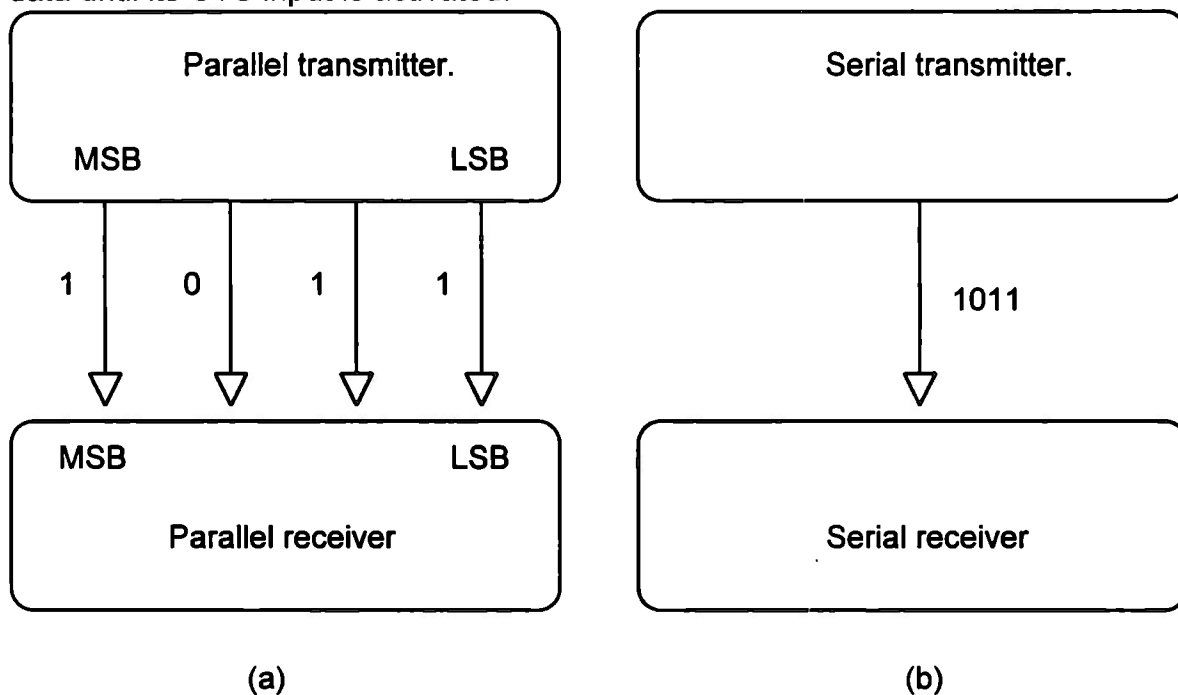 Parallel transmitter.
MSB LSB
1 0 1 1
MSB LSB
Parallel receiver
(a)
Serial transmitter.
1011
Serial receiver
(b)